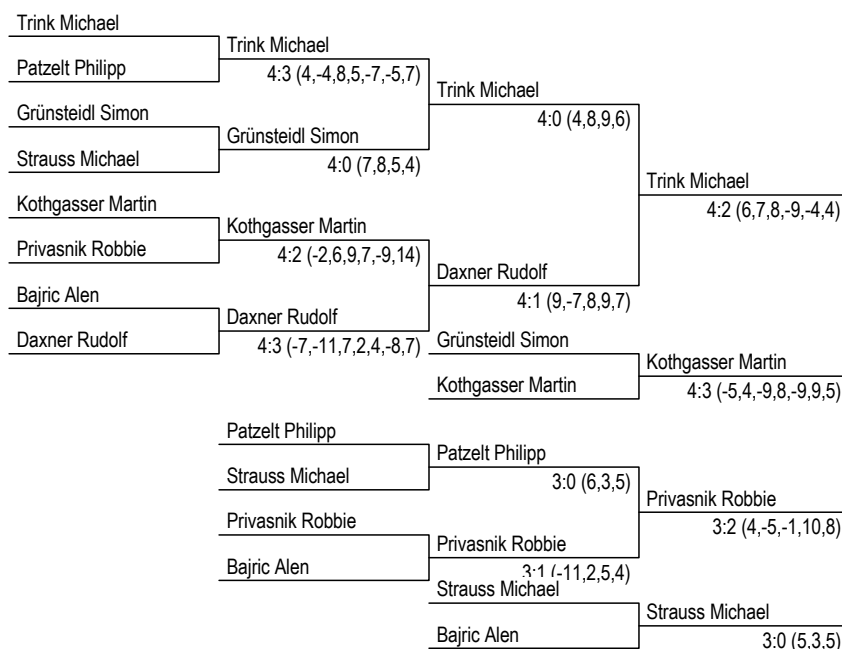 Trink Michael
Trink Michael
Patzelt Philipp
4:3 (4,-4,8,5,-7,-5,7)
Trink Michael
Grünsteidl Simon
4:0 (4,8,9,6)
Grünsteidl Simon
Strauss Michael
4:0 (7,8,5,4)
Trink Michael
Kothgasser Martin
4:2 (6,7,8,-9,-4,4)
Kothgasser Martin
Privasnik Robbie
4:2 (-2,6,9,7,-9,14)
Daxner Rudolf
Bajric Alen
4:1 (9,-7,8,9,7)
Daxner Rudolf
Daxner Rudolf
4:3 (-7,-11,7,2,4,-8,7)
Grünsteidl Simon
Kothgasser Martin
Kothgasser Martin
4:3 (-5,4,-9,8,-9,9,5)
Patzelt Philipp
Patzelt Philipp
Strauss Michael
3:0 (6,3,5)
Privasnik Robbie
Privasnik Robbie
3:2 (4,-5,-1,10,8)
Privasnik Robbie
Bajric Alen
3:1 (-11,2,5,4)
Strauss Michael
Strauss Michael
Bajric Alen
3:0 (5,3,5)